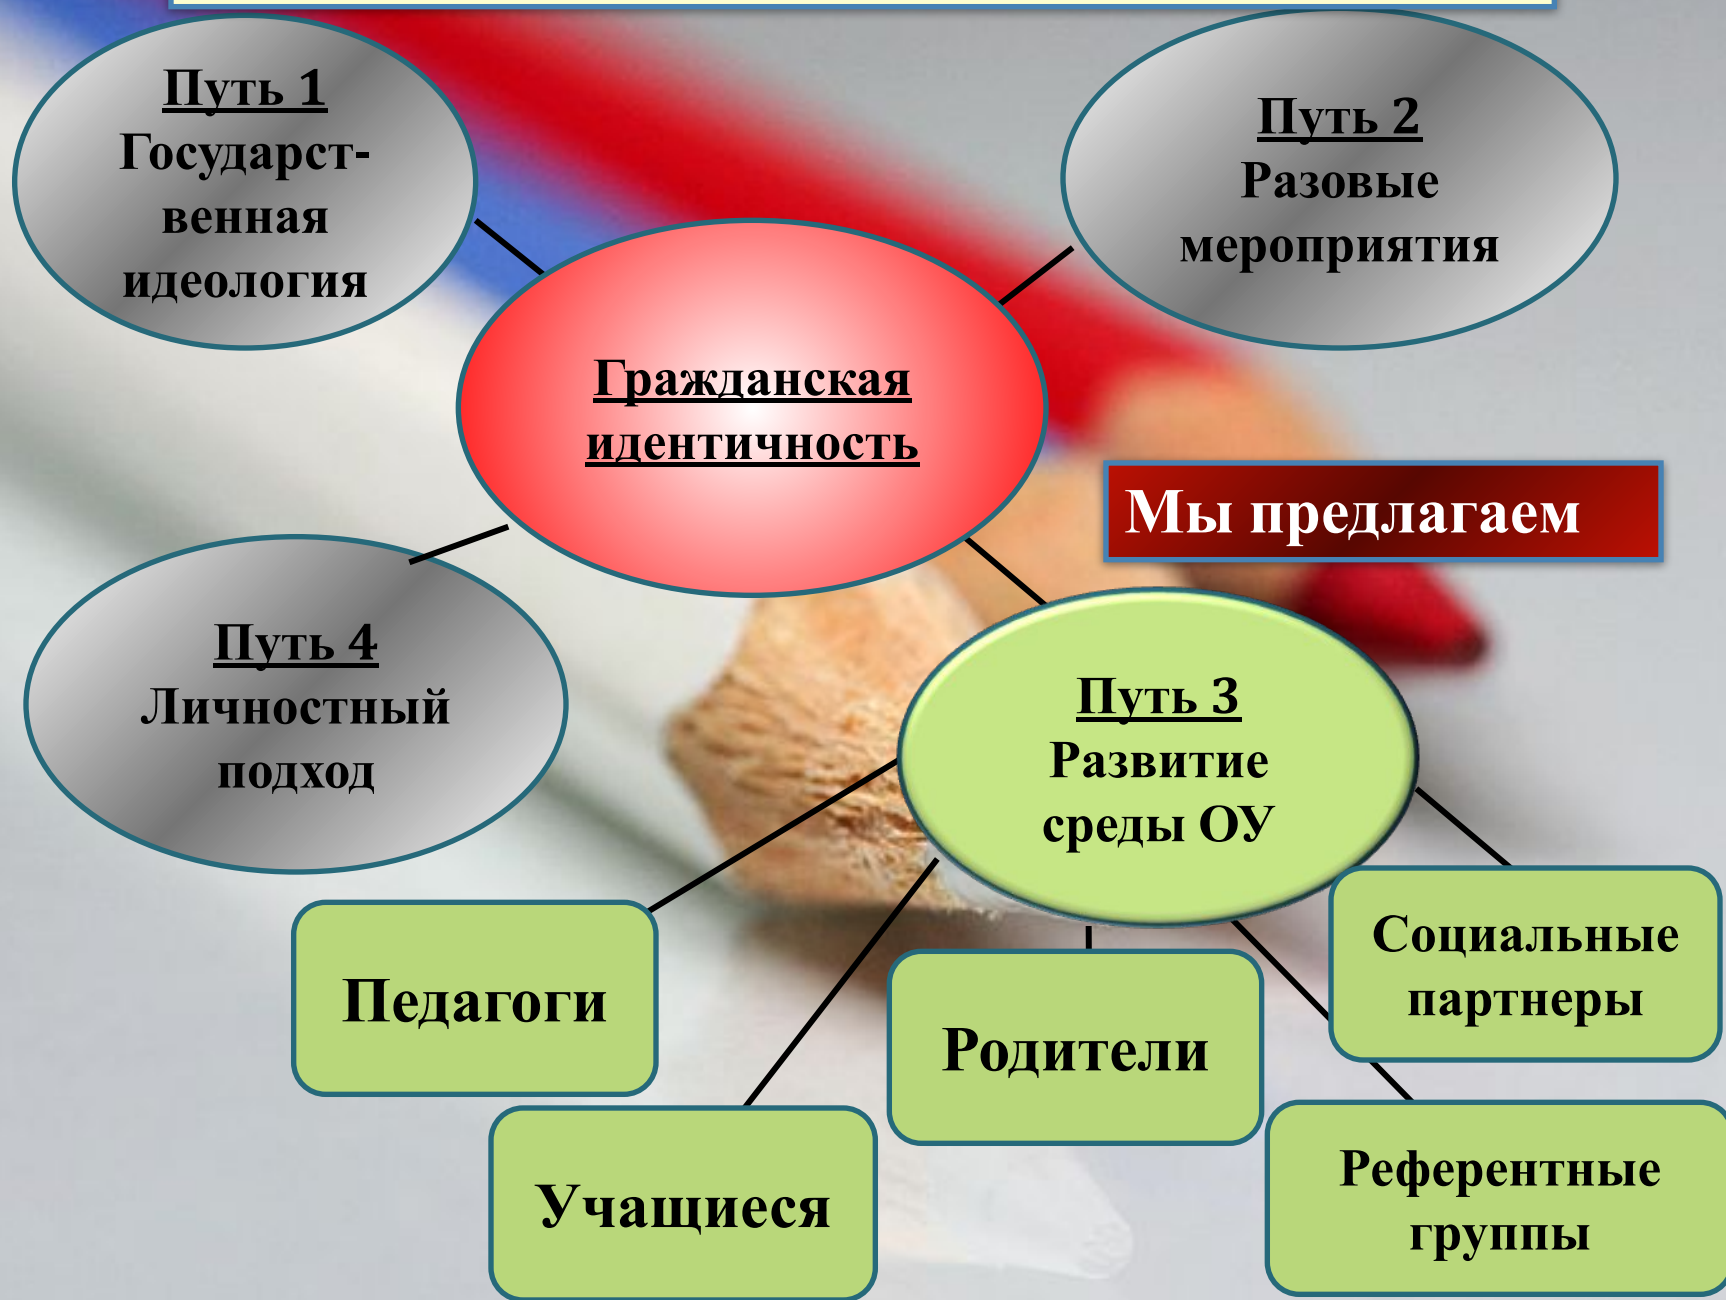 Путь 1
Государст-
венная
идеология
Путь 2
Разовые
мероприятия
Гражданская
идентичность
Мы предлагаем
Путь 4
Личностный
подход
Путь 3
Развитие
среды ОУ
Педагоги
Учащиеся
Родители
Социальные
партнеры
Референтные
группы